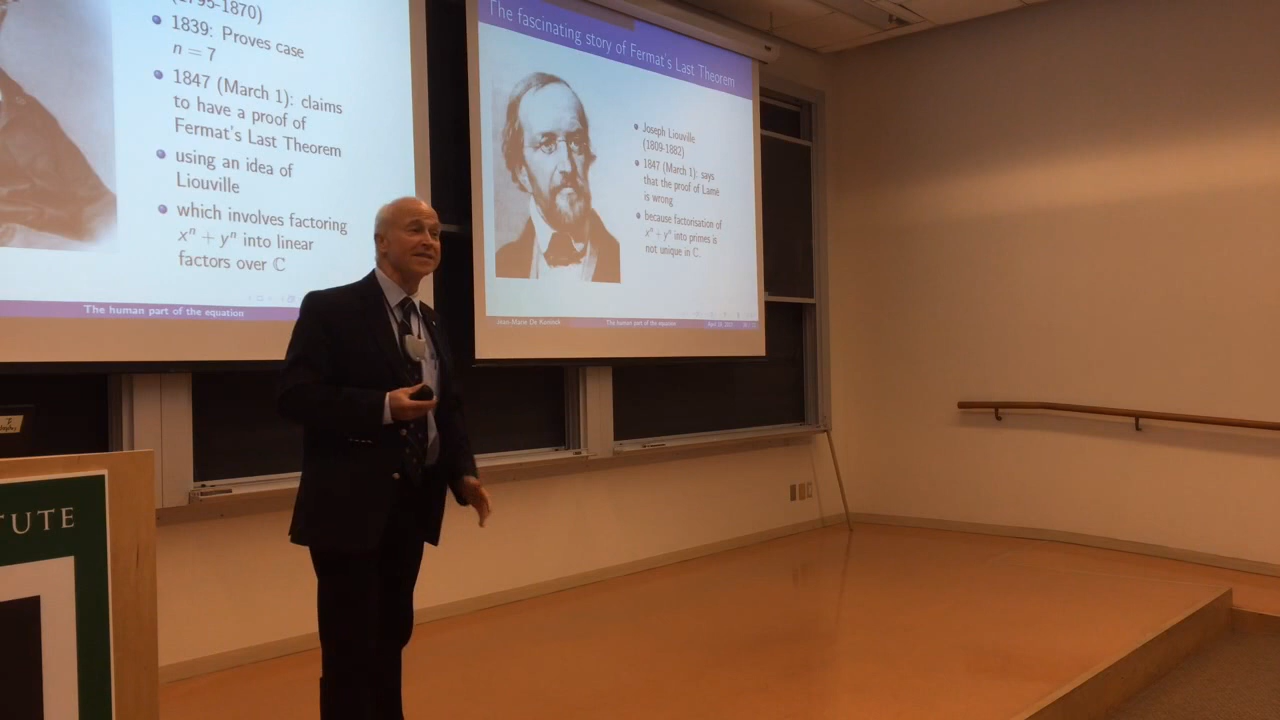 (1795-1870)
1839: Proves case
n = 7
1847 (March 1): claims
to have a proof of
Fermat's Last Theorem
using an idea of
Liouville
which involves factoring
xⁿ + yⁿ into linear
factors over ℂ
The human part of the equation
The fascinating story of Fermat's Last Theorem
Joseph Liouville
(1809-1882)
1847 (March 1): says
that the proof of Lamé
is wrong
because factorisation of
xⁿ + yⁿ into primes is
not unique in ℂ.
Jean-Marie De Koninck
The human part of the equation
TUTE